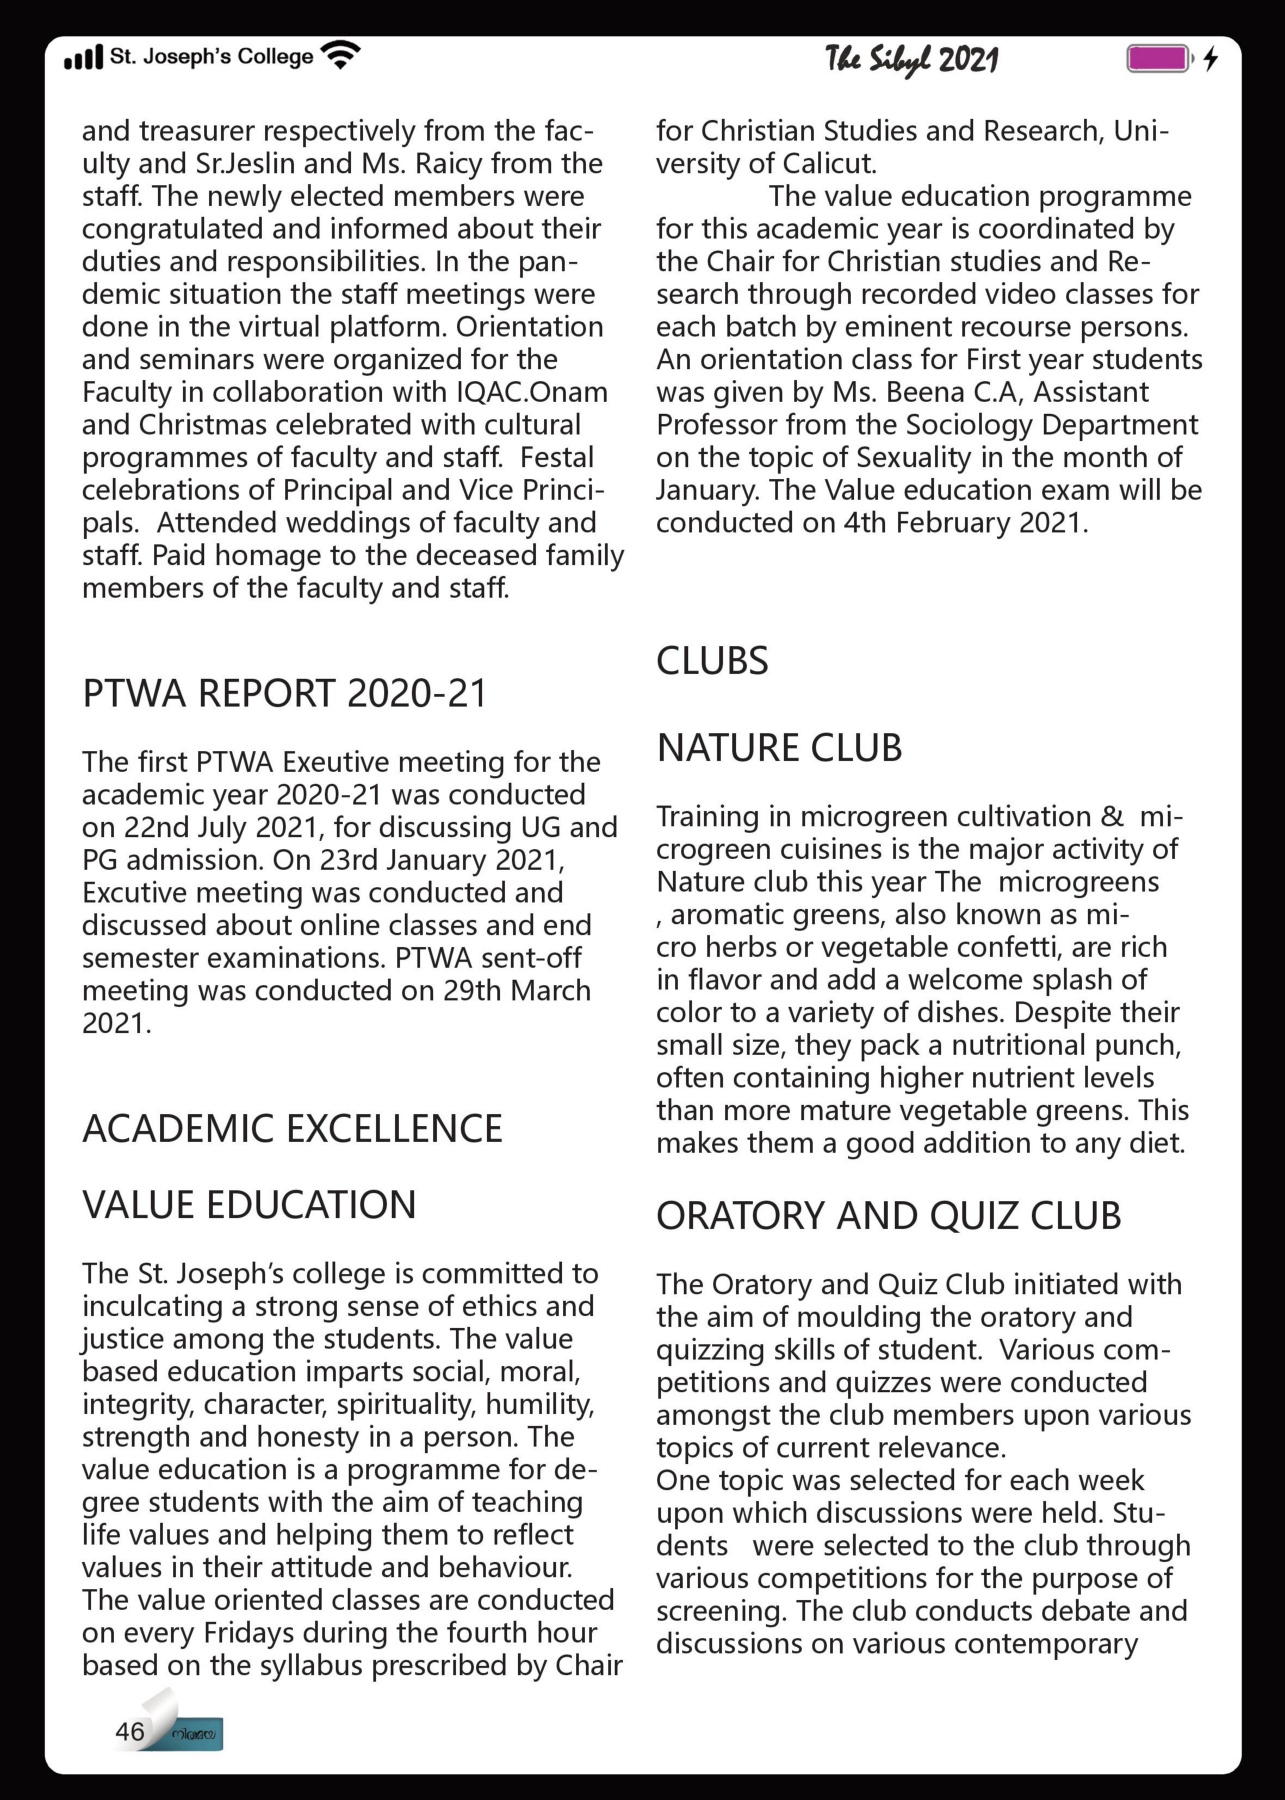 St. Joseph's College
The Sibyl 2021
and treasurer respectively from the fac-
ulty and Sr.Jeslin and Ms. Raicy from the
staff. The newly elected members were
congratulated and informed about their
duties and responsibilities. In the pan-
demic situation the staff meetings were
done in the virtual platform. Orientation
and seminars were organized for the
Faculty in collaboration with IQAC.Onam
and Christmas celebrated with cultural
programmes of faculty and staff.  Festal
celebrations of Principal and Vice Princi-
pals.  Attended weddings of faculty and
staff. Paid homage to the deceased family
members of the faculty and staff.
PTWA REPORT 2020-21
The first PTWA Exeutive meeting for the
academic year 2020-21 was conducted
on 22nd July 2021, for discussing UG and
PG admission. On 23rd January 2021,
Excutive meeting was conducted and
discussed about online classes and end
semester examinations. PTWA sent-off
meeting was conducted on 29th March
2021.
ACADEMIC EXCELLENCE
VALUE EDUCATION
The St. Joseph's college is committed to
inculcating a strong sense of ethics and
justice among the students. The value
based education imparts social, moral,
integrity, character, spirituality, humility,
strength and honesty in a person. The
value education is a programme for de-
gree students with the aim of teaching
life values and helping them to reflect
values in their attitude and behaviour.
The value oriented classes are conducted
on every Fridays during the fourth hour
based on the syllabus prescribed by Chair
for Christian Studies and Research, Uni-
versity of Calicut.
The value education programme
for this academic year is coordinated by
the Chair for Christian studies and Re-
search through recorded video classes for
each batch by eminent recourse persons.
An orientation class for First year students
was given by Ms. Beena C.A, Assistant
Professor from the Sociology Department
on the topic of Sexuality in the month of
January. The Value education exam will be
conducted on 4th February 2021.
CLUBS
NATURE CLUB
Training in microgreen cultivation &  mi-
crogreen cuisines is the major activity of
Nature club this year The  microgreens
, aromatic greens, also known as mi-
cro herbs or vegetable confetti, are rich
in flavor and add a welcome splash of
color to a variety of dishes. Despite their
small size, they pack a nutritional punch,
often containing higher nutrient levels
than more mature vegetable greens. This
makes them a good addition to any diet.
ORATORY AND QUIZ CLUB
The Oratory and Quiz Club initiated with
the aim of moulding the oratory and
quizzing skills of student.  Various com-
petitions and quizzes were conducted
amongst the club members upon various
topics of current relevance.
One topic was selected for each week
upon which discussions were held. Stu-
dents   were selected to the club through
various competitions for the purpose of
screening. The club conducts debate and
discussions on various contemporary
46